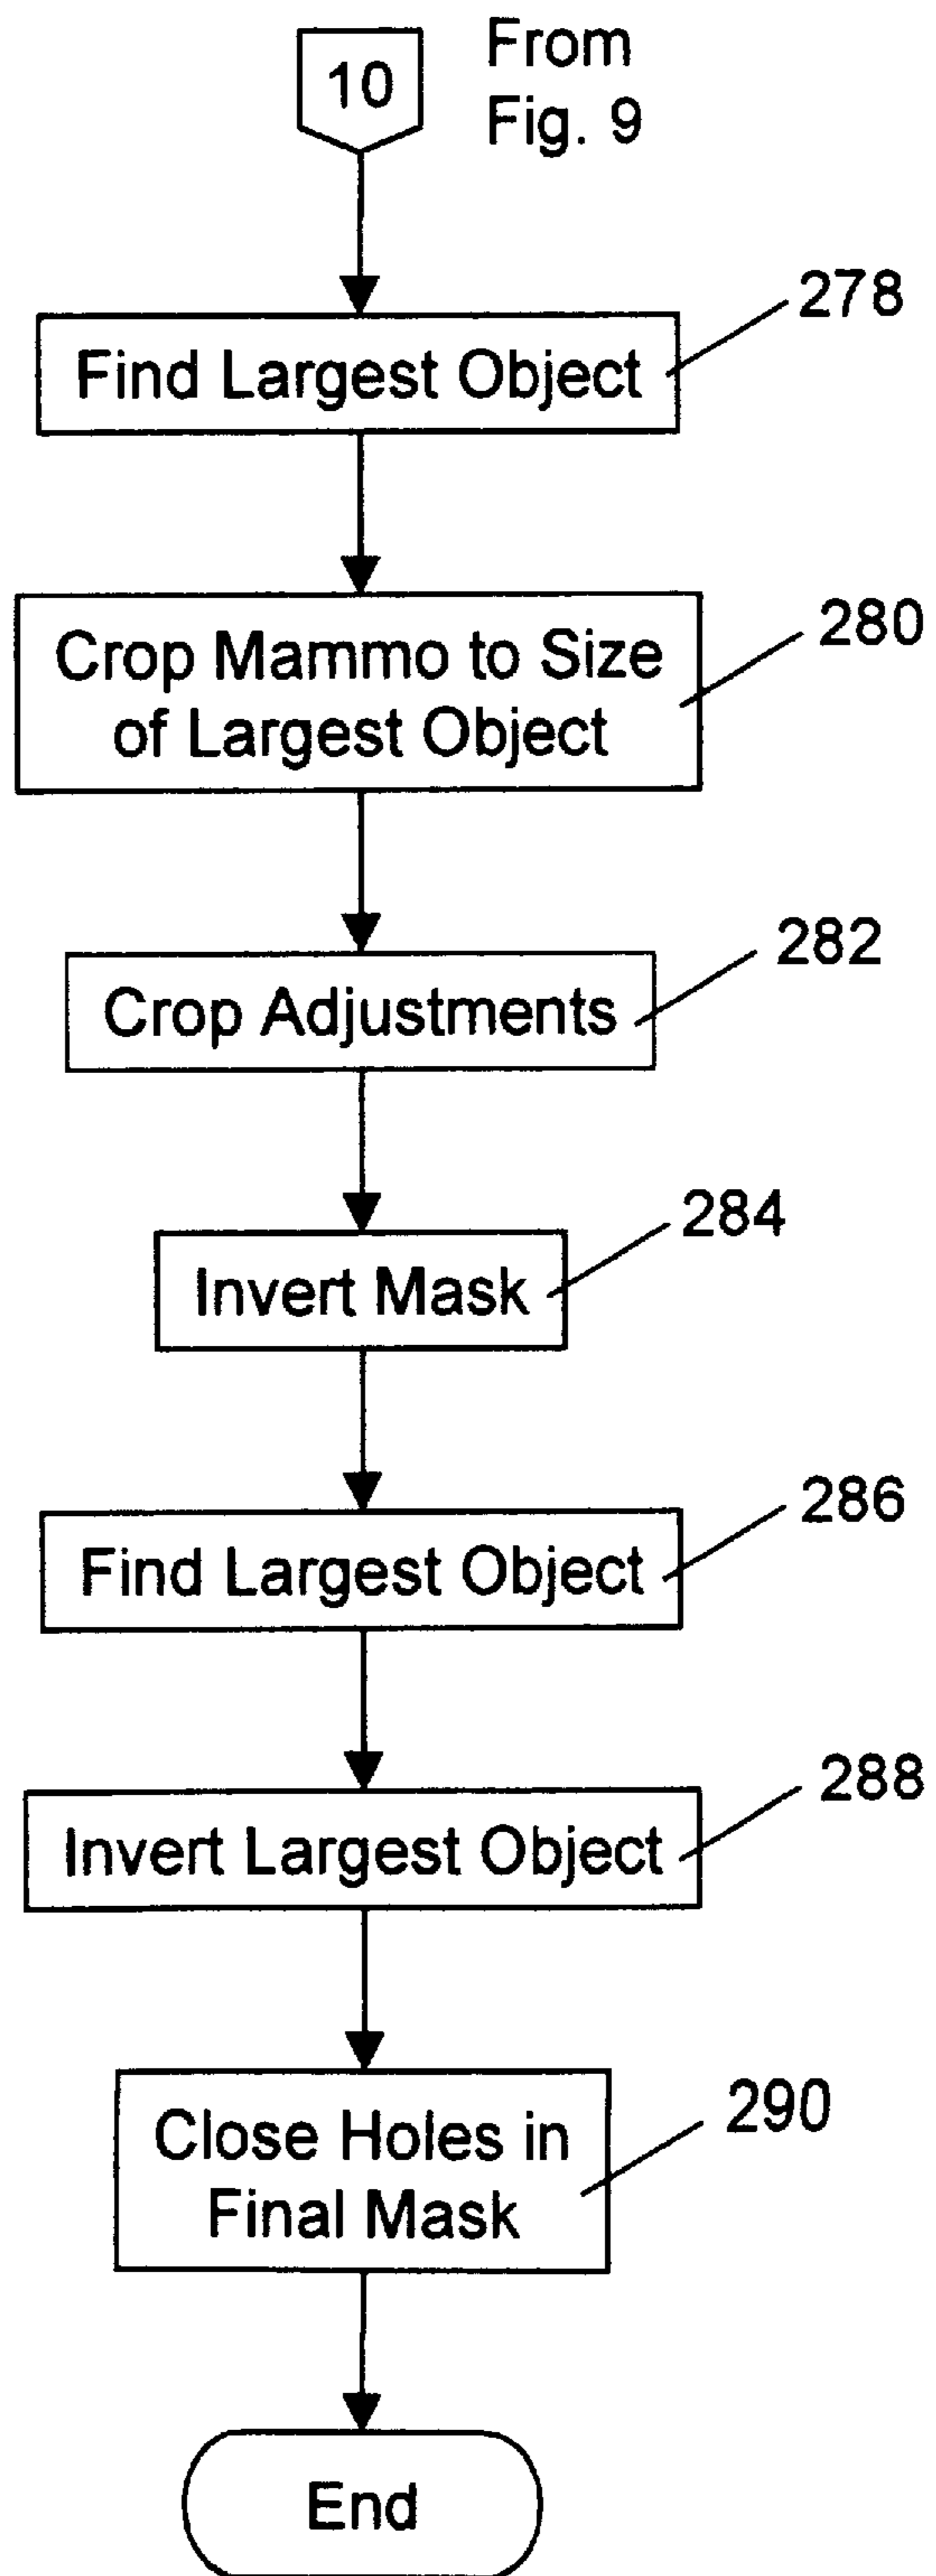 10
From
Fig. 9
278
Find Largest Object
280
Crop Mammo to Size
of Largest Object
282
Crop Adjustments
284
Invert Mask
286
Find Largest Object
288
Invert Largest Object
290
Close Holes in
Final Mask
End